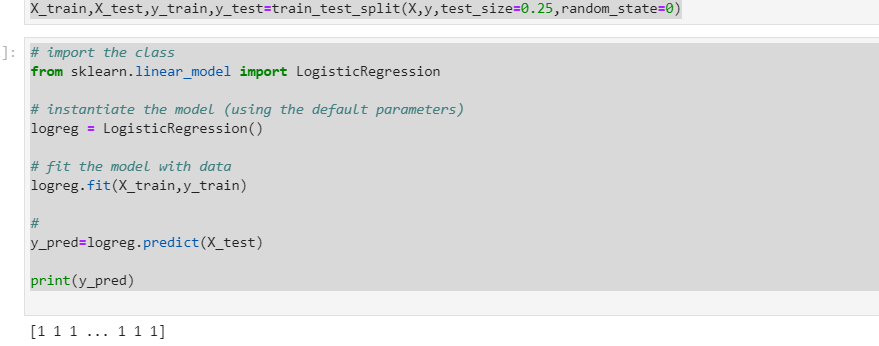 X_train,X_test,y_train,y_test=train_test_split(X,y,test_size=0.25,random_state=0)
]:
# import the class
from sklearn.linear_model import LogisticRegression
# instantiate the model (using the default parameters)
logreg = LogisticRegression()
# fit the model with data
logreg.fit(X_train,y_train)
#
y_pred=logreg.predict(X_test)
print(y_pred)
[1 1 1 ... 1 1 1]